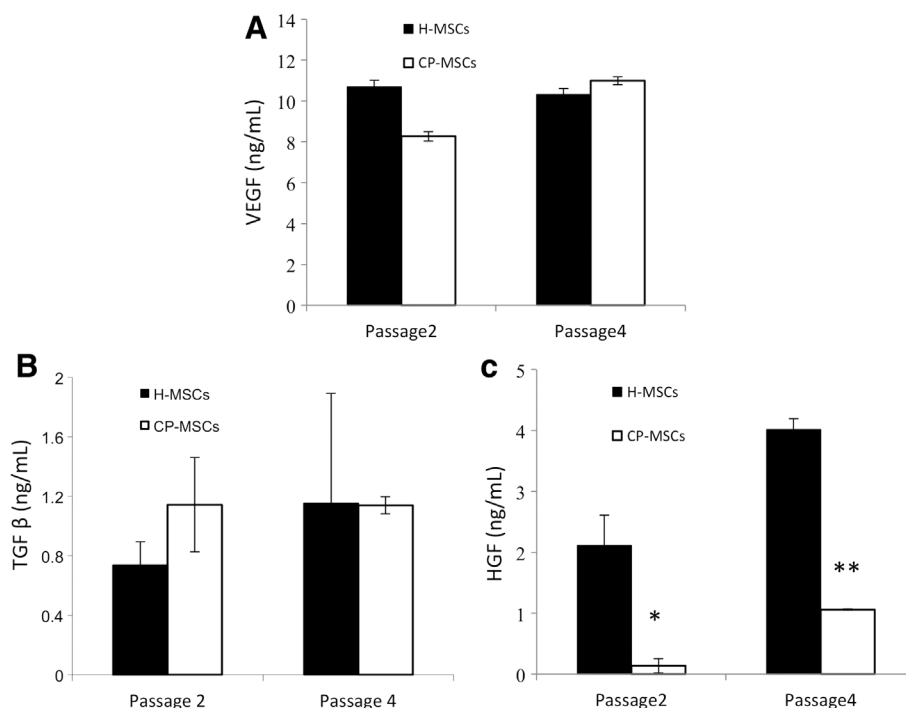 A
14
12
10
8
6
4
2
0
VEGF (ng/mL)
H-MSCs
CP-MSCs
Passage2 Passage4
B
2
1.6
1.2
0.8
0.4
0
TGF β (ng/mL)
H-MSCs
CP-MSCs
Passage 2 Passage 4
c
5
4
3
2
1
0
HGF (ng/mL)
H-MSCs
CP-MSCs
*
**
Passage2 Passage4